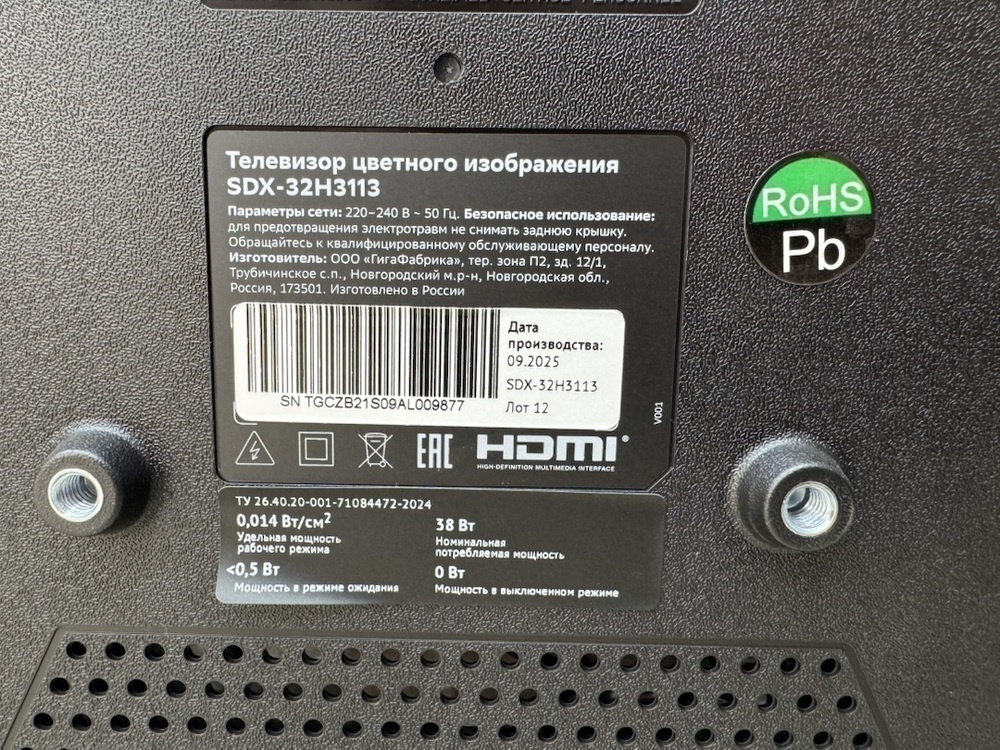 SERVICE PERSONNEL
Телевизор цветного изображения
SDX-32H3113
Параметры сети: 220–240 В ~ 50 Гц. Безопасное использование:
для предотвращения электротравм не снимать заднюю крышку.
Обращайтесь к квалифицированному обслуживающему персоналу.
Изготовитель: ООО «ГигаФабрика», тер. зона П2, зд. 12/1,
Трубичинское с.п., Новгородский м.р-н, Новгородская обл.,
Россия, 173501. Изготовлено в России
Дата
производства:
09.2025
SDX-32H3113
Лот 12
SN TGCZB21S09AL009877
V001
EAC HDMI®
HIGH-DEFINITION MULTIMEDIA INTERFACE
ТУ 26.40.20-001-71084472-2024
0,014 Вт/см²
Удельная мощность
рабочего режима
38 Вт
Номинальная
потребляемая мощность
<0,5 Вт
Мощность в режиме ожидания
0 Вт
Мощность в выключенном режиме
RoHS
Pb